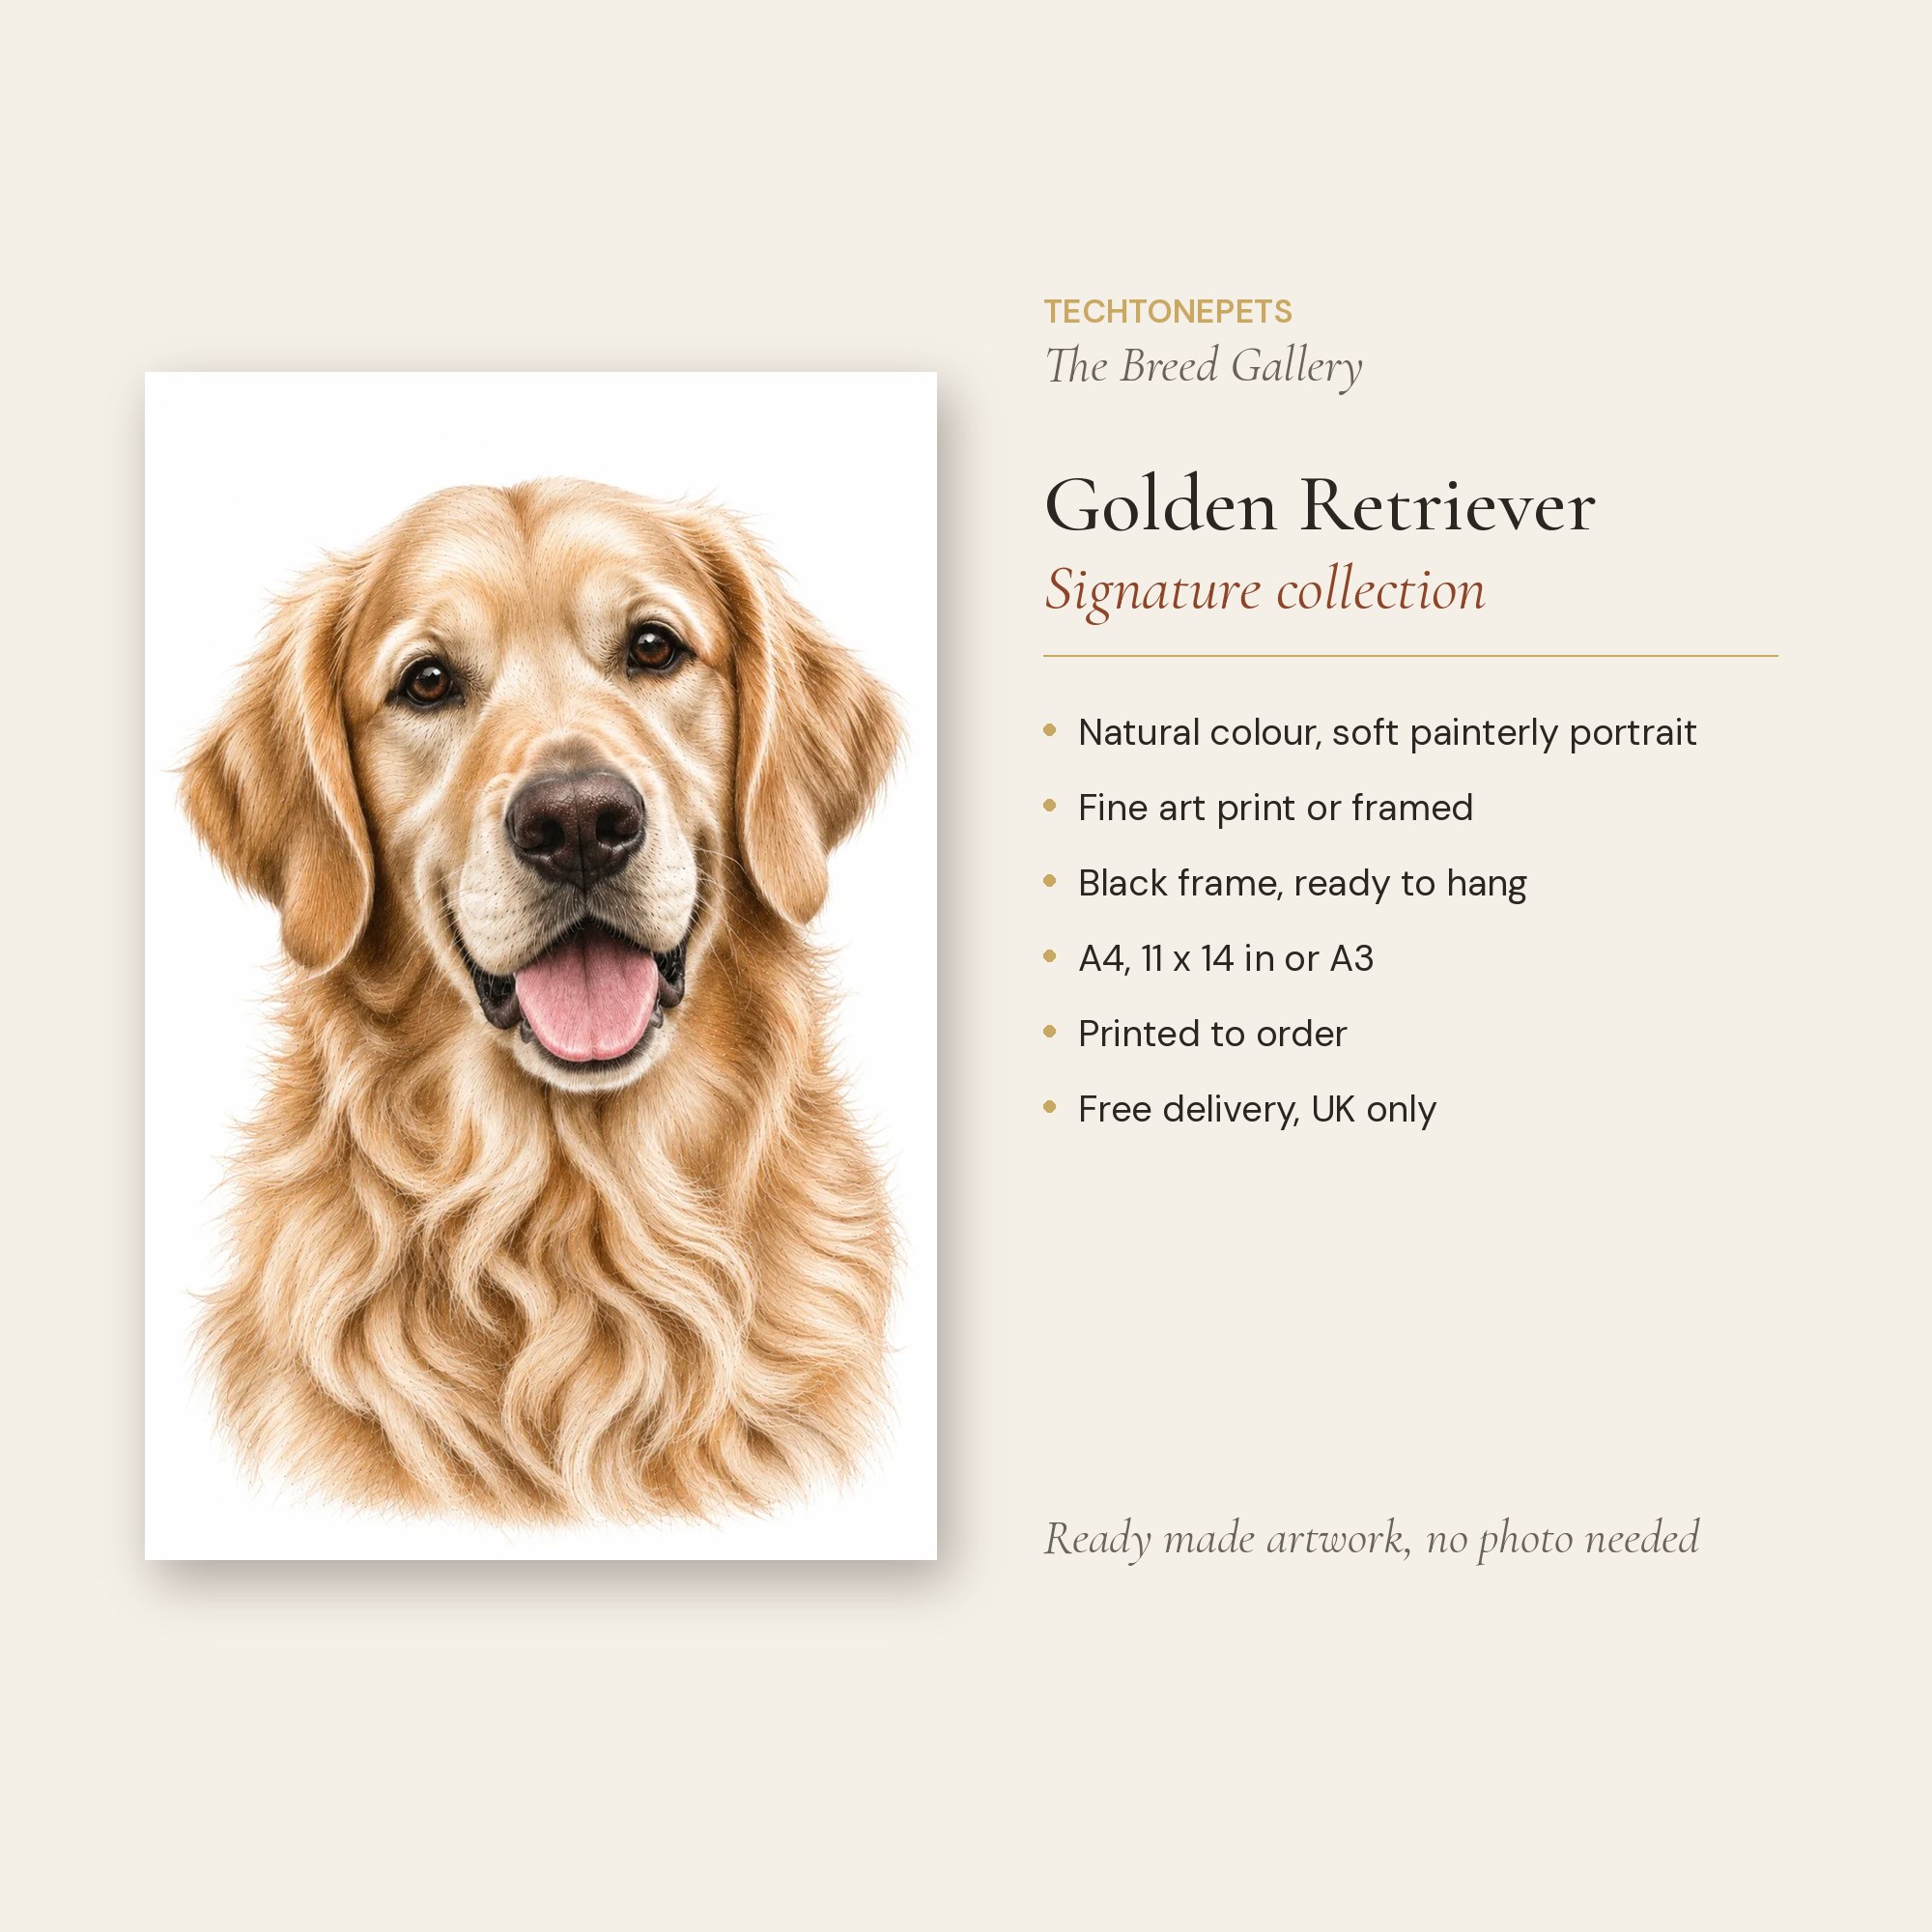 TECHTONEPETS
The Breed Gallery
Golden Retriever
Signature collection
Natural colour, soft painterly portrait
Fine art print or framed
Black frame, ready to hang
A4, 11 x 14 in or A3
Printed to order
Free delivery, UK only
Ready made artwork, no photo needed